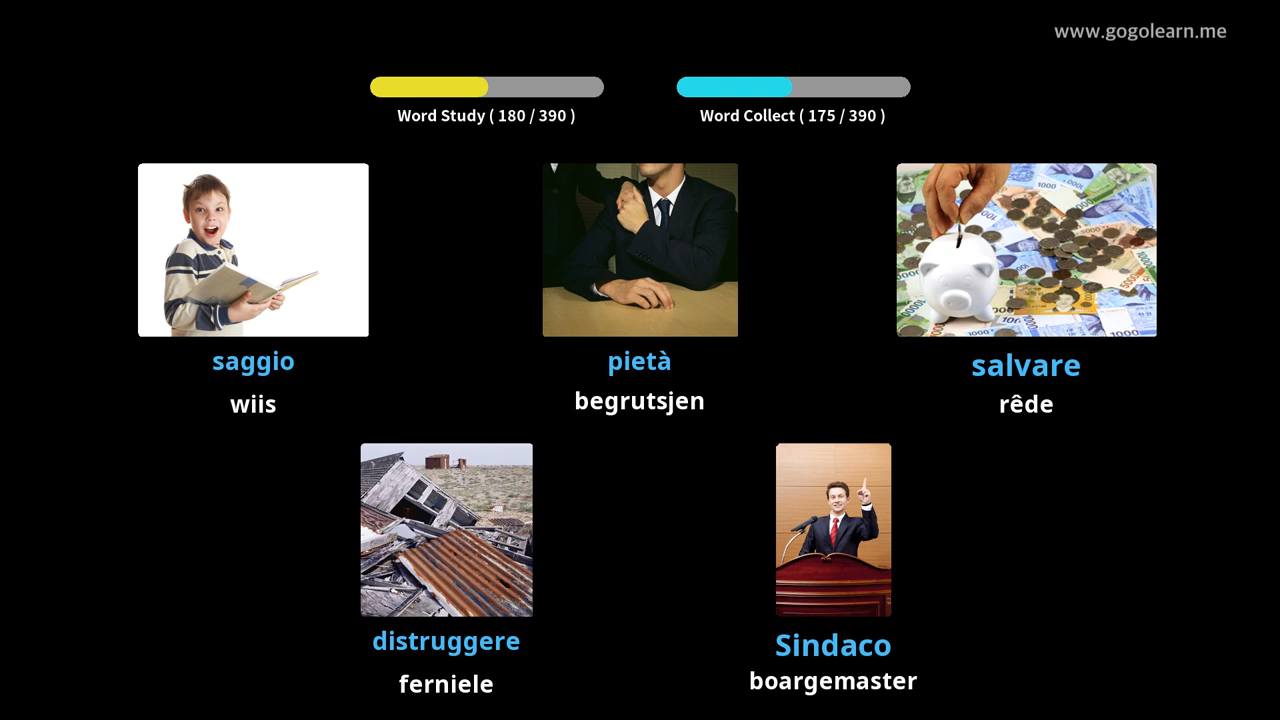 www.gogolearn.me
Word Study ( 180 / 390 )
Word Collect ( 175 / 390 )
saggio
wiis
pietà
begrutsjen
salvare
rêde
distruggere
ferniele
Sindaco
boargemaster